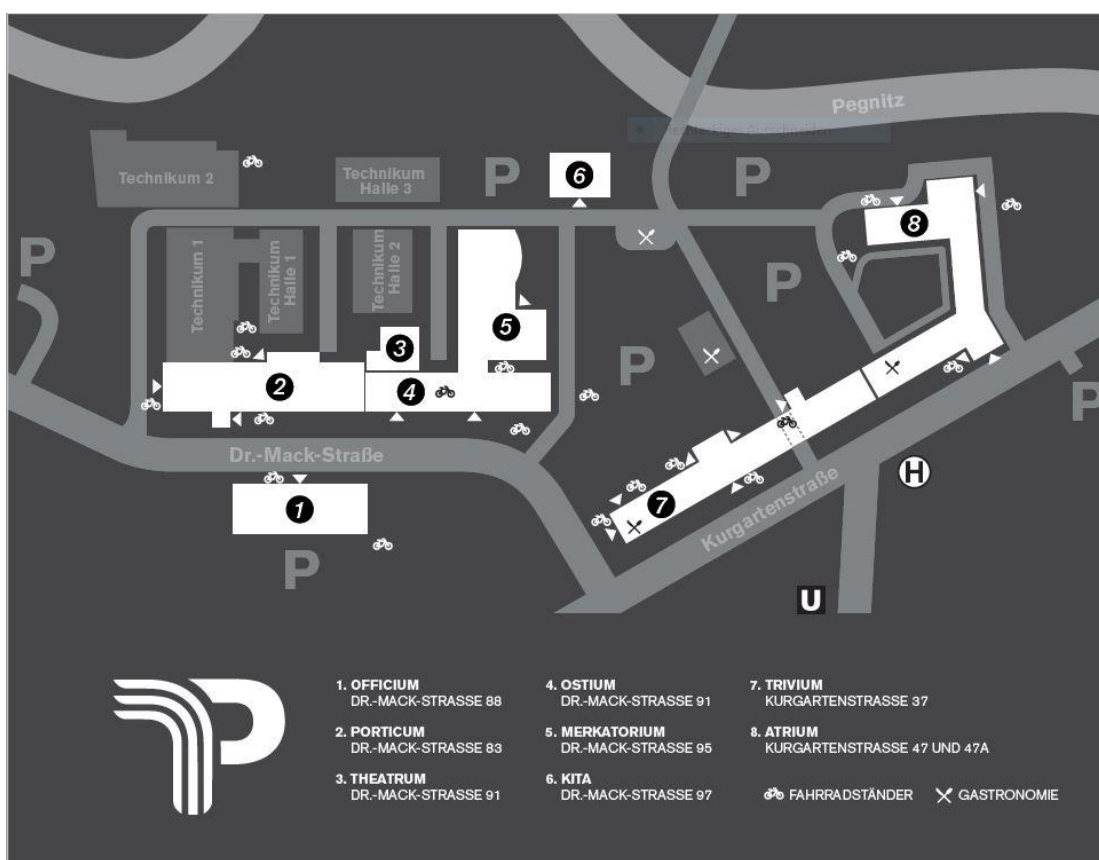 Pegnitz
Technikum 2
Technikum
Halle 3
P
6
P
8
P
Technikum 1
Technikum
Halle 1
Technikum
Halle 2
P
5
3
P
2
4
P
Dr.-Mack-Straße
H
1
7
Kurgartenstraße
P
U
1. OFFICIUM
DR.-MACK-STRASSE 88
2. PORTICUM
DR.-MACK-STRASSE 83
3. THEATRUM
DR.-MACK-STRASSE 91
4. OSTIUM
DR.-MACK-STRASSE 91
5. MERKATORIUM
DR.-MACK-STRASSE 95
6. KITA
DR.-MACK-STRASSE 97
7. TRIVIUM
KURGARTENSTRASSE 37
8. ATRIUM
KURGARTENSTRASSE 47 UND 47A
FAHRRADSTÄNDER
GASTRONOMIE